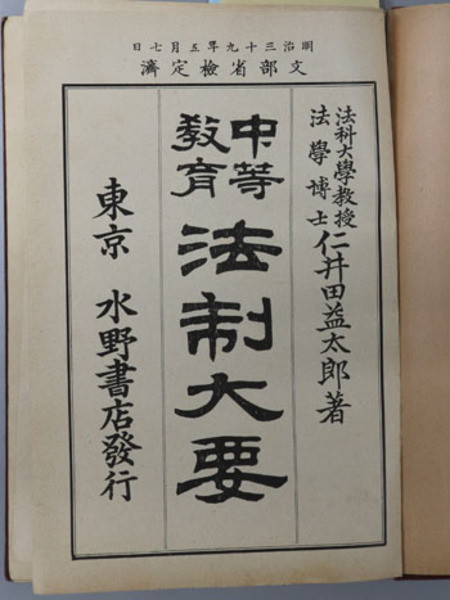 明治三十九年五月七日
文部省檢定濟
法科大學教授
法學博士
仁井田益太郎著
中等
教育
法制大要
東京 水野書店發行